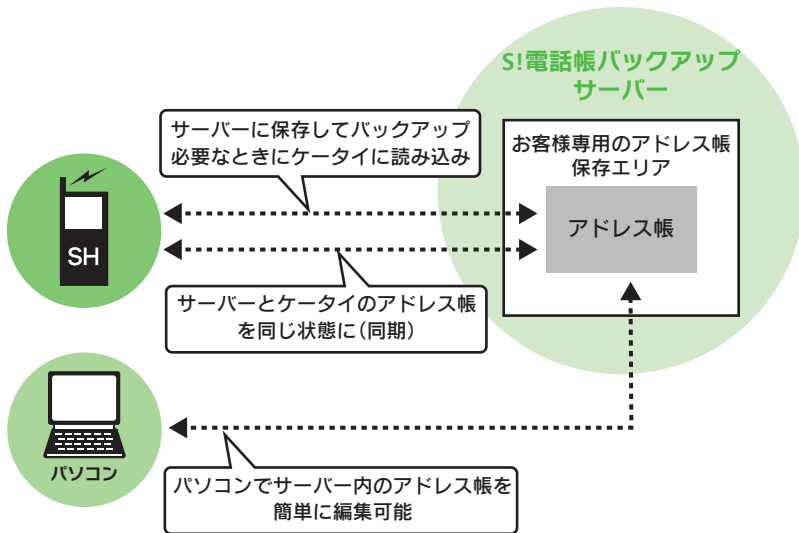 S!電話帳バックアップ
サーバー
サーバーに保存してバックアップ
必要なときにケータイに読み込み
お客様専用のアドレス帳
保存エリア
アドレス帳
SH
サーバーとケータイのアドレス帳
を同じ状態に(同期)
パソコン
パソコンでサーバー内のアドレス帳を
簡単に編集可能